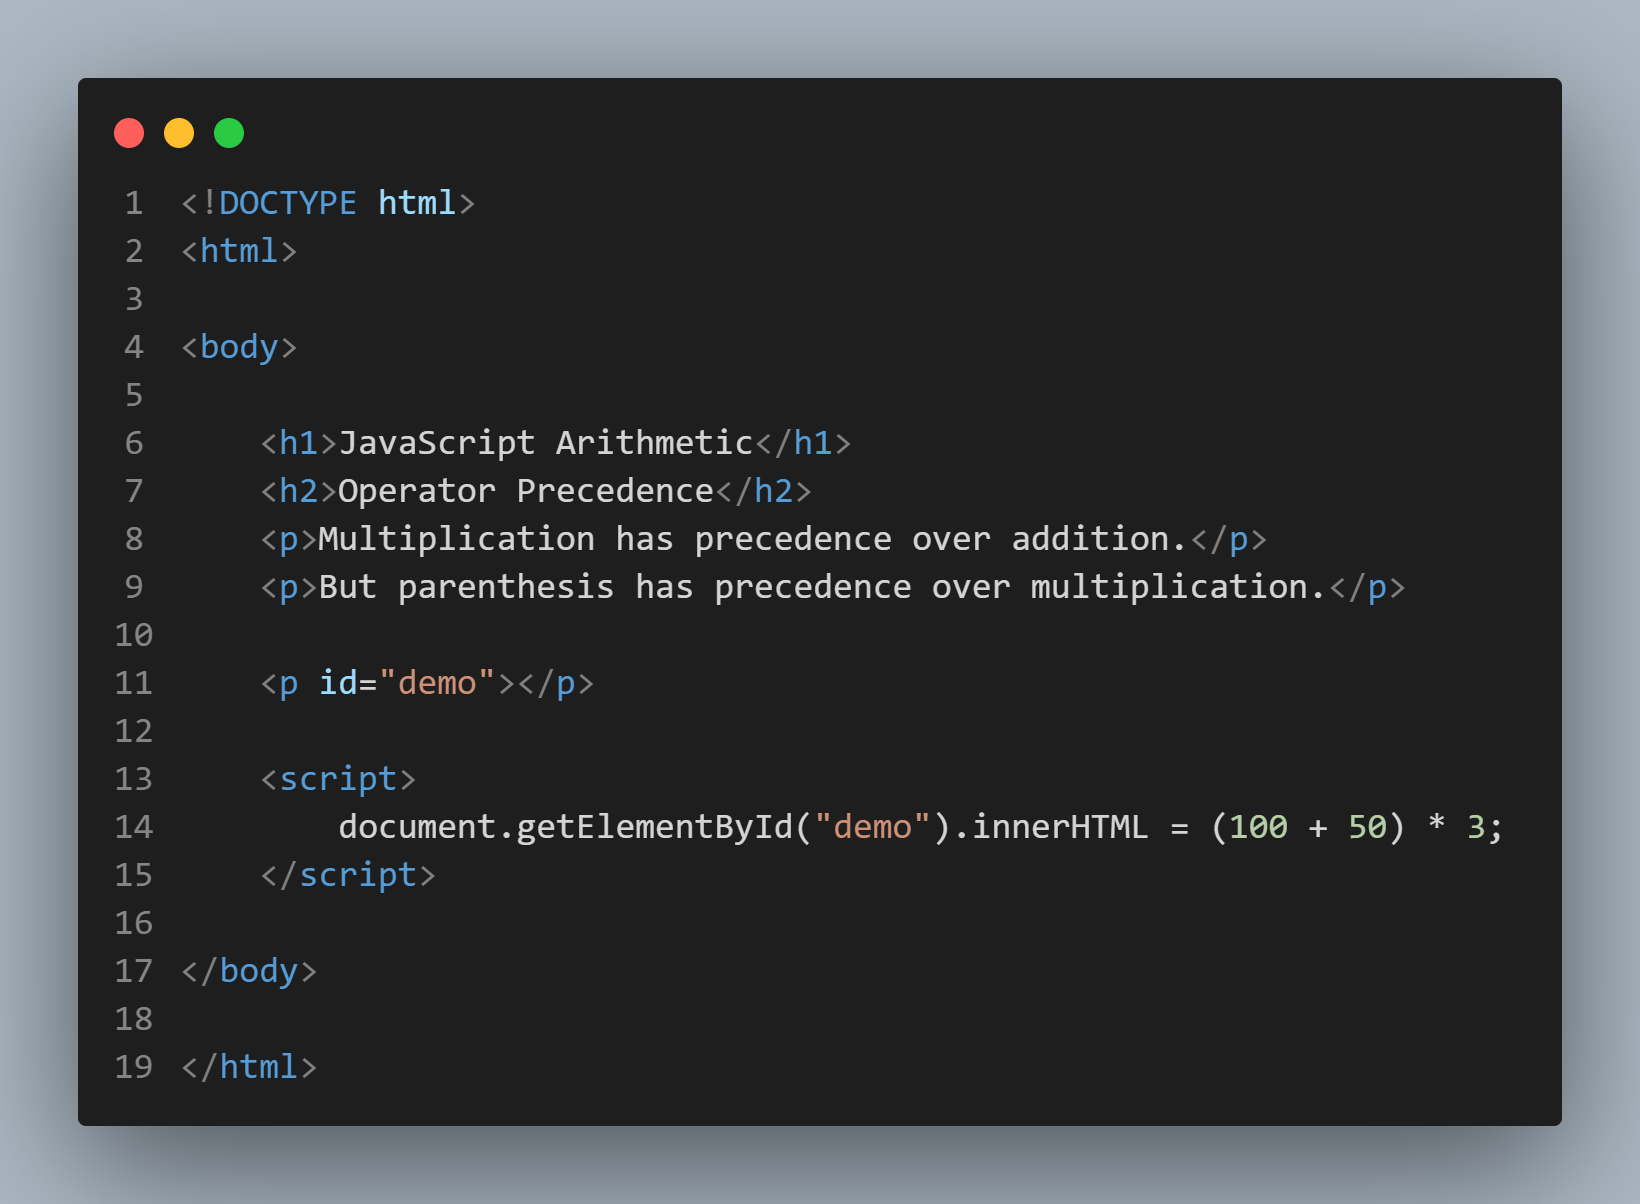 1 <!DOCTYPE html>
2 <html>
3
4 <body>
5
6     <h1>JavaScript Arithmetic</h1>
7     <h2>Operator Precedence</h2>
8     <p>Multiplication has precedence over addition.</p>
9     <p>But parenthesis has precedence over multiplication.</p>
10
11     <p id="demo"></p>
12
13     <script>
14         document.getElementById("demo").innerHTML = (100 + 50) * 3;
15     </script>
16
17 </body>
18
19 </html>